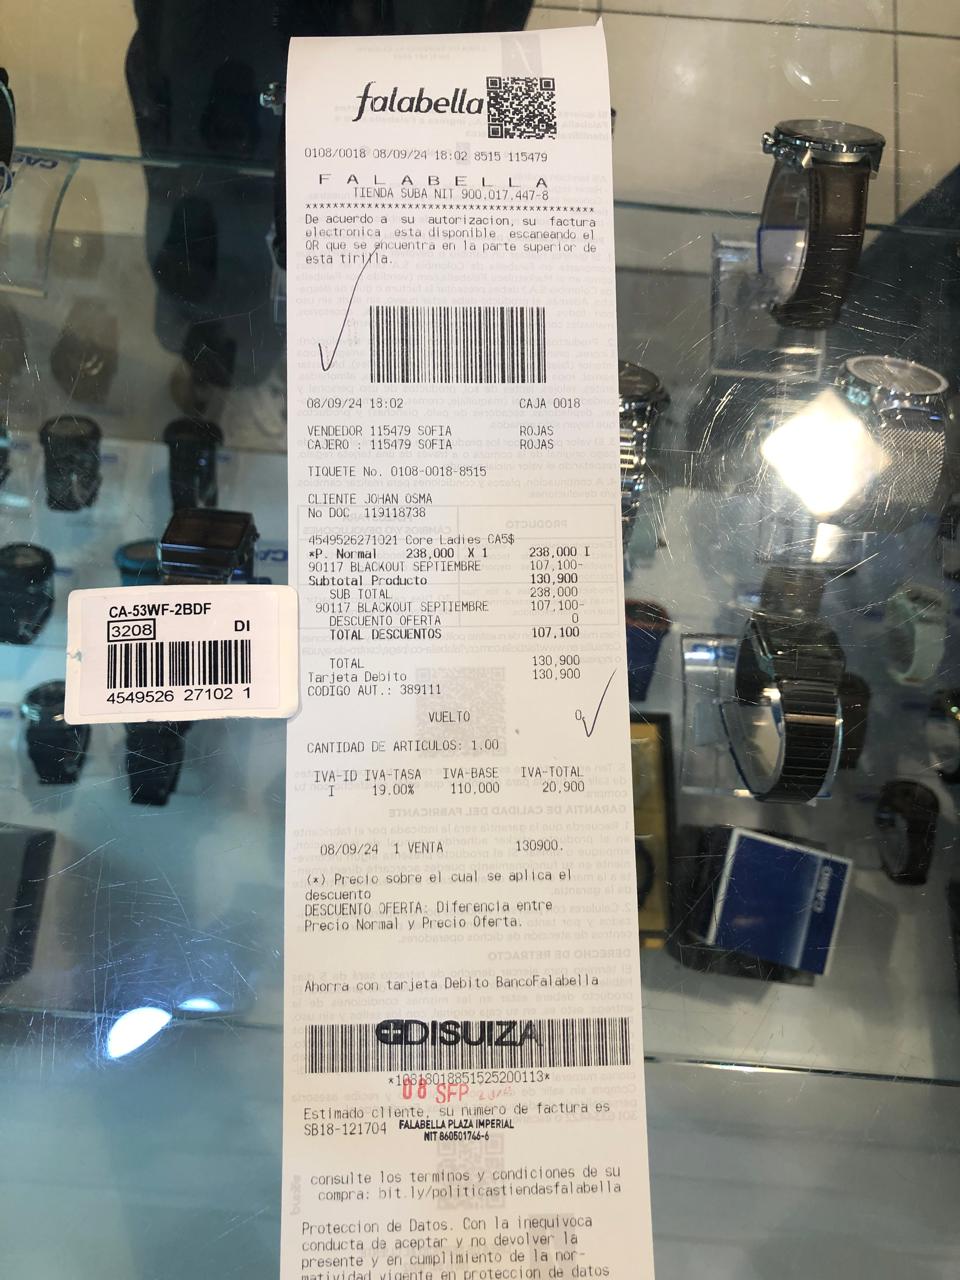 falabella
0108/0018 08/09/24 18:02 8515 115479
F A L A B E L L A
TIENDA SUBA NIT 900.017.447-8
*******************************************
De acuerdo a su autorizacion, su factura
electronica esta disponible escaneando el
QR que se encuentra en la parte superior de
esta tirilla.
08/09/24 18:02 CAJA 0018
VENDEDOR 115479 SOFIA ROJAS
CAJERO : 115479 SOFIA ROJAS
TIQUETE No. 0108-0018-8515
CLIENTE JOHAN OSMA
No DOC 119118738
4549526271021 Core Ladies CA5$
*P. Normal 238,000 X 1 238,000 I
90117 BLACKOUT SEPTIEMBRE 107,100-
Subtotal Producto 130,900
SUB TOTAL 238,000
90117 BLACKOUT SEPTIEMBRE 107,100-
DESCUENTO OFERTA 0
TOTAL DESCUENTOS 107,100
TOTAL 130,900
Tarjeta Debito 130,900
CODIGO AUT.: 389111
VUELTO 0
CANTIDAD DE ARTICULOS: 1.00
IVA-ID IVA-TASA IVA-BASE IVA-TOTAL
I 19.00% 110,000 20,900
08/09/24 1 VENTA 130900.
(*) Precio sobre el cual se aplica el
descuento
DESCUENTO OFERTA: Diferencia entre
Precio Normal y Precio Oferta.
Ahorra con tarjeta Debito BancoFalabella
DISUIZA
*10818018851525200113*
08 SEP
Estimado cliente, su numero de factura es
SB18-121704
FALABELLA PLAZA IMPERIAL
NIT 860501746-6
consulte los terminos y condiciones de su
compra: bit.ly/politicastiendasfalabella
Proteccion de Datos. Con la inequivoca
conducta de aceptar y no devolver la
presente y en cumplimiento de la nor-
matividad vigente en proteccion de datos
CA-53WF-2BDF
3208 DI
4549526 27102 1
CASIO